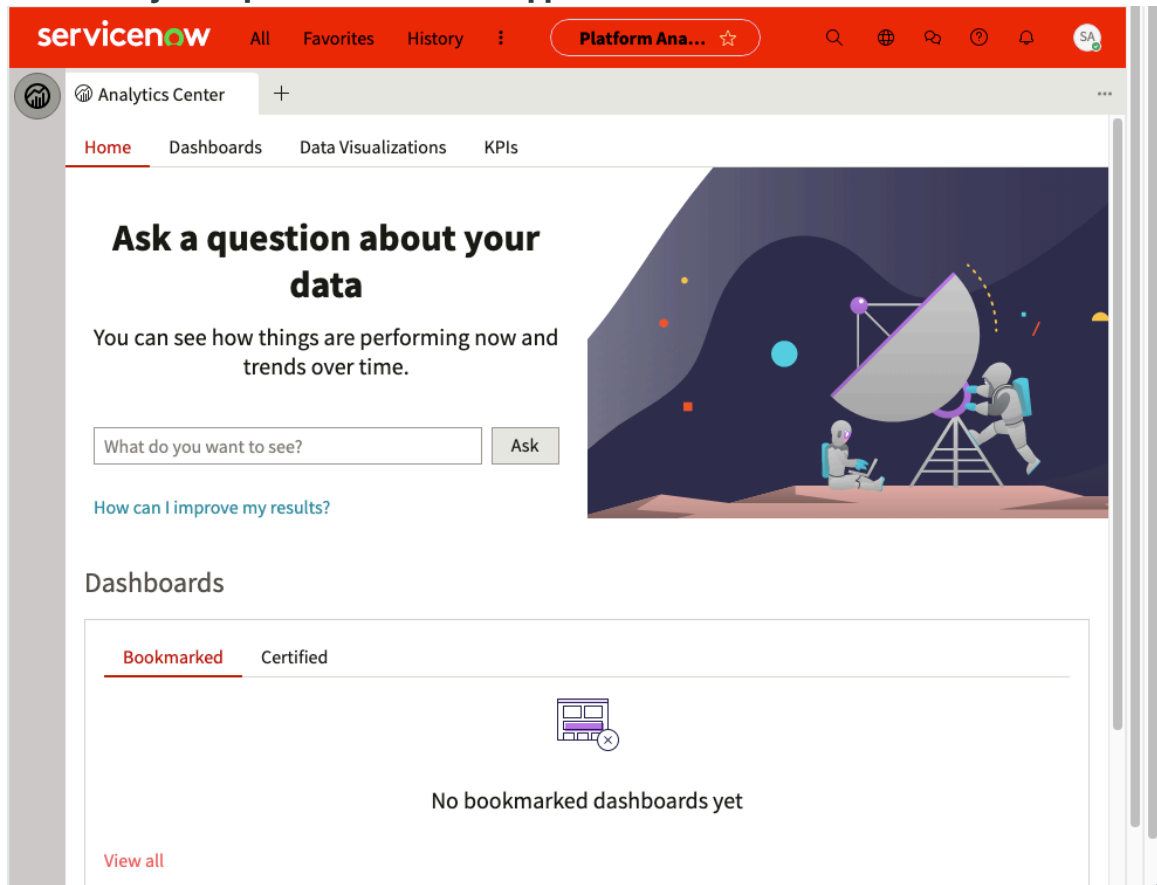 servicenow All Favorites History Platform Ana... SA
Analytics Center
Home Dashboards Data Visualizations KPIs
Ask a question about your
data
You can see how things are performing now and
trends over time.
What do you want to see? Ask
How can I improve my results?
Dashboards
Bookmarked Certified
No bookmarked dashboards yet
View all